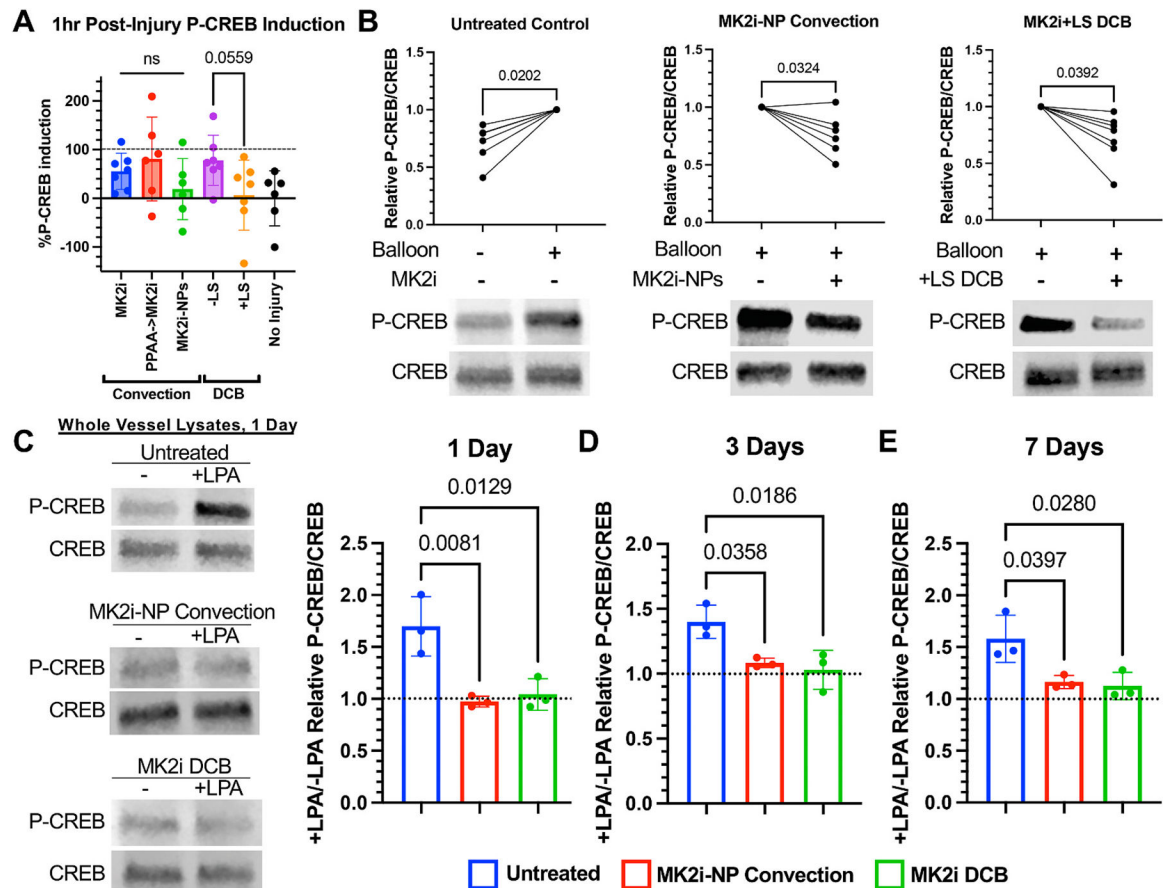 A
1hr Post-Injury P-CREB Induction
ns
0.0559
%P-CREB induction
200
100
0
-100
MK2i
PPAA->MK2i
MK2i-NPs
-LS
+LS
No Injury
Convection
DCB
B
Untreated Control
Relative P-CREB/CREB
1.5
1.0
0.5
0.0
0.0202
Balloon - +
MK2i - -
P-CREB
CREB
MK2i-NP Convection
Relative P-CREB/CREB
1.5
1.0
0.5
0.0
0.0324
Balloon + +
MK2i-NPs - +
P-CREB
CREB
MK2i+LS DCB
Relative P-CREB/CREB
1.5
1.0
0.5
0.0
0.0392
Balloon + +
+LS DCB - +
P-CREB
CREB
C
Whole Vessel Lysates, 1 Day
Untreated
- +LPA
P-CREB
CREB
MK2i-NP Convection
- +LPA
P-CREB
CREB
MK2i DCB
- +LPA
P-CREB
CREB
1 Day
+LPA/-LPA Relative P-CREB/CREB
2.5
2.0
1.5
1.0
0.5
0.0
0.0129
0.0081
D
3 Days
+LPA/-LPA Relative P-CREB/CREB
2.0
1.5
1.0
0.5
0.0
0.0186
0.0358
E
7 Days
+LPA/-LPA Relative P-CREB/CREB
2.5
2.0
1.5
1.0
0.5
0.0
0.0280
0.0397
Untreated
MK2i-NP Convection
MK2i DCB